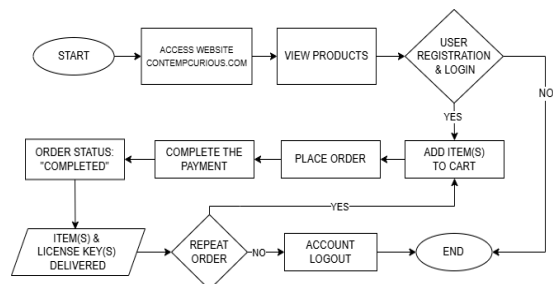 START
ACCESS WEBSITE
CONTEMPCURIOUS.COM
VIEW PRODUCTS
USER
REGISTRATION
& LOGIN
NO
YES
ORDER STATUS:
"COMPLETED"
COMPLETE THE
PAYMENT
PLACE ORDER
ADD ITEM(S)
TO CART
YES
ITEM(S) &
LICENSE KEY(S)
DELIVERED
REPEAT
ORDER
NO
ACCOUNT
LOGOUT
END